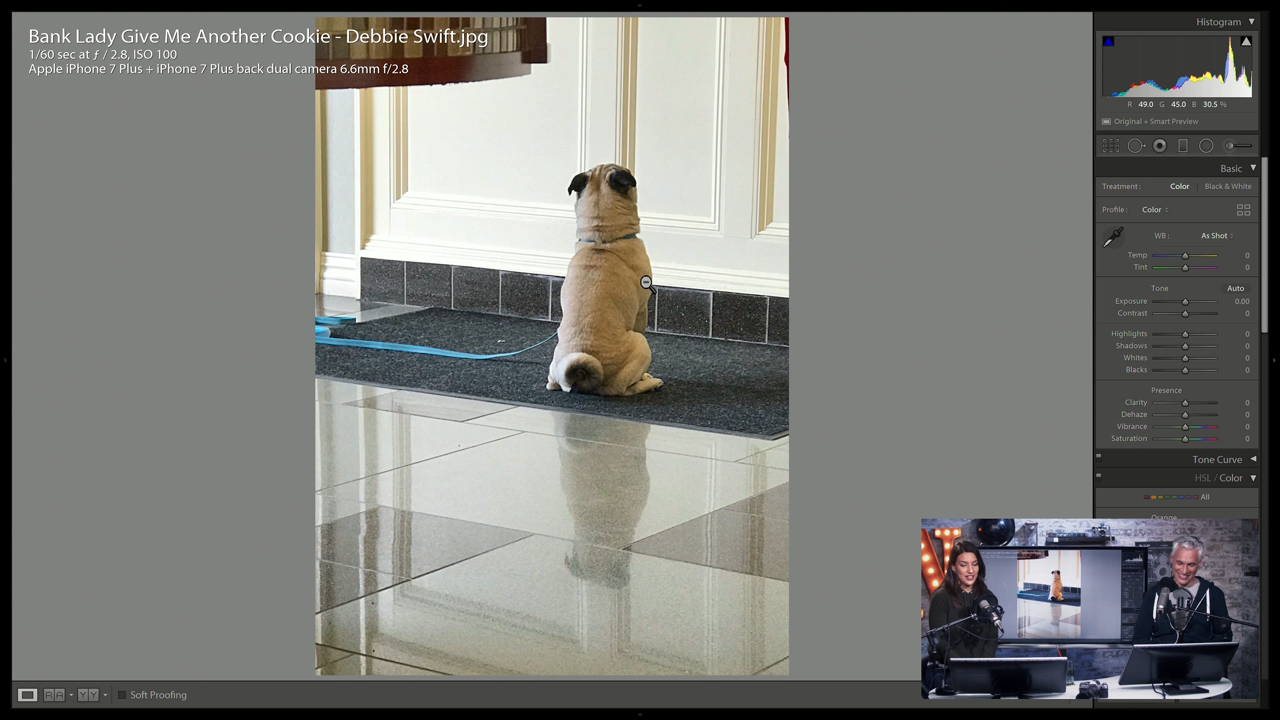 Bank Lady Give Me Another Cookie - Debbie Swift.jpg
1/60 sec at ƒ / 2.8, ISO 100
Apple iPhone 7 Plus + iPhone 7 Plus back dual camera 6.6mm f/2.8
Histogram
R 49.0 G 45.0 B 30.5 %
Original + Smart Preview
Basic
Treatment : Color Black & White
Profile : Color
WB : As Shot
Temp 0
Tint 0
Tone Auto
Exposure 0.00
Contrast 0
Highlights 0
Shadows 0
Whites 0
Blacks 0
Presence
Clarity 0
Dehaze 0
Vibrance 0
Saturation 0
Tone Curve
HSL / Color
All
Orange
Soft Proofing